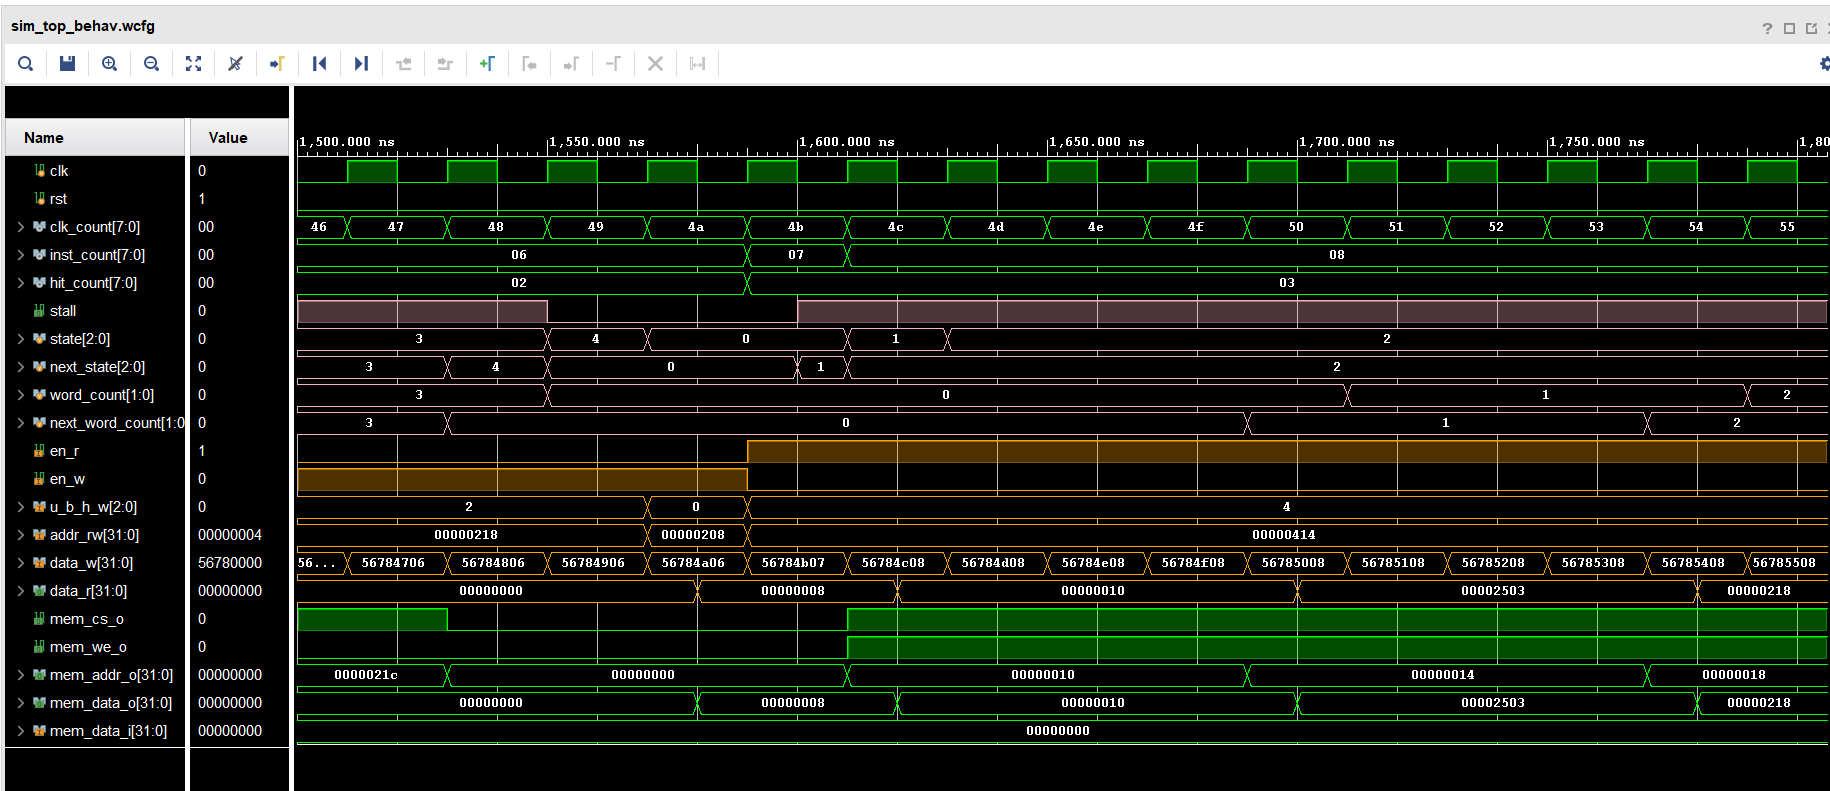 sim_top_behav.wcfg
?
Name Value
1,500.000 ns 1,550.000 ns 1,600.000 ns 1,650.000 ns 1,700.000 ns 1,750.000 ns 1,80
clk 0
rst 1
clk_count[7:0] 00 46 47 48 49 4a 4b 4c 4d 4e 4f 50 51 52 53 54 55
inst_count[7:0] 00 06 07 08
hit_count[7:0] 00 02 03
stall 0
state[2:0] 0 3 4 0 1 2
next_state[2:0] 0 3 4 0 1 2
word_count[1:0] 0 3 0 1 2
next_word_count[1:0 0 3 0 1 2
en_r 1
en_w 0
u_b_h_w[2:0] 0 2 0 4
addr_rw[31:0] 00000004 00000218 00000208 00000414
data_w[31:0] 56780000 56... 56784706 56784806 56784906 56784a06 56784b07 56784c08 56784d08 56784e08 56784f08 56785008 56785108 56785208 56785308 56785408 56785508
data_r[31:0] 00000000 00000000 00000008 00000010 00002503 00000218
mem_cs_o 0
mem_we_o 0
mem_addr_o[31:0] 00000000 0000021c 00000000 00000010 00000014 00000018
mem_data_o[31:0] 00000000 00000000 00000008 00000010 00002503 00000218
mem_data_i[31:0] 00000000 00000000